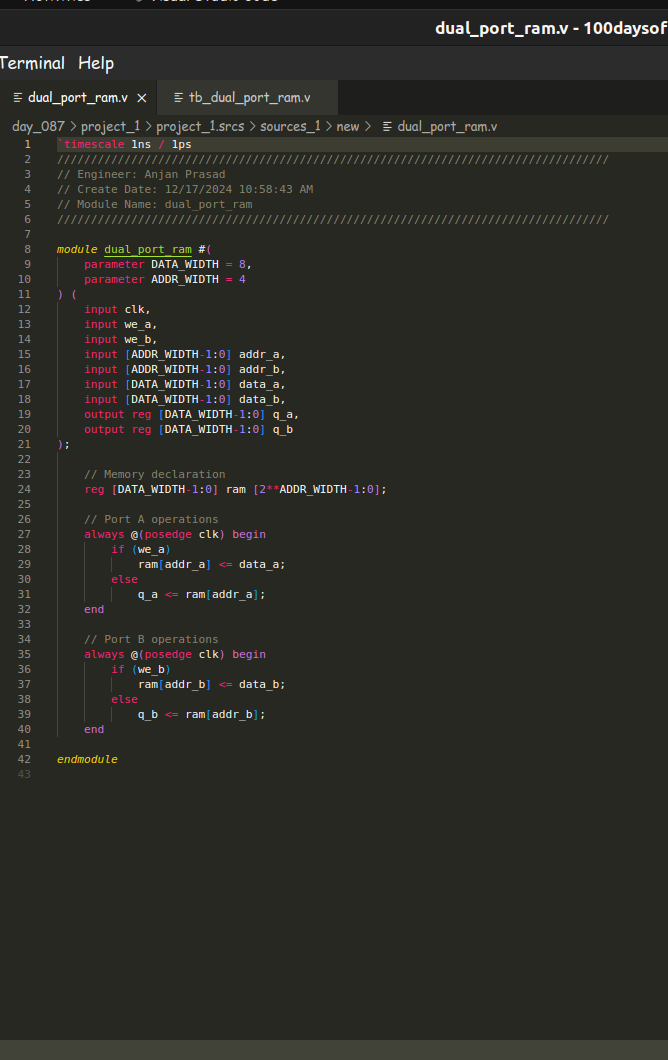 dual_port_ram.v - 100daysof
Terminal Help
dual_port_ram.v × tb_dual_port_ram.v
day_087 > project_1 > project_1.srcs > sources_1 > new > dual_port_ram.v
1 `timescale 1ns / 1ps
2 //////////////////////////////////////////////////////////////////////////////////
3 // Engineer: Anjan Prasad
4 // Create Date: 12/17/2024 10:58:43 AM
5 // Module Name: dual_port_ram
6 //////////////////////////////////////////////////////////////////////////////////
7
8 module dual_port_ram #(
9     parameter DATA_WIDTH = 8,
10     parameter ADDR_WIDTH = 4
11 ) (
12     input clk,
13     input we_a,
14     input we_b,
15     input [ADDR_WIDTH-1:0] addr_a,
16     input [ADDR_WIDTH-1:0] addr_b,
17     input [DATA_WIDTH-1:0] data_a,
18     input [DATA_WIDTH-1:0] data_b,
19     output reg [DATA_WIDTH-1:0] q_a,
20     output reg [DATA_WIDTH-1:0] q_b
21 );
22
23     // Memory declaration
24     reg [DATA_WIDTH-1:0] ram [2**ADDR_WIDTH-1:0];
25
26     // Port A operations
27     always @(posedge clk) begin
28         if (we_a)
29             ram[addr_a] <= data_a;
30         else
31             q_a <= ram[addr_a];
32     end
33
34     // Port B operations
35     always @(posedge clk) begin
36         if (we_b)
37             ram[addr_b] <= data_b;
38         else
39             q_b <= ram[addr_b];
40     end
41
42 endmodule
43